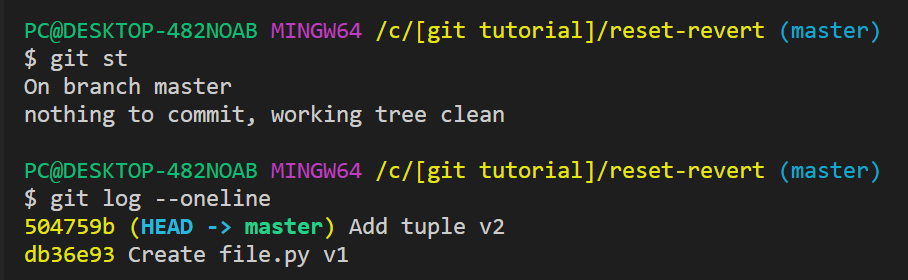 PC@DESKTOP-482NOAB MINGW64 /c/[git tutorial]/reset-revert (master)
$ git st
On branch master
nothing to commit, working tree clean
PC@DESKTOP-482NOAB MINGW64 /c/[git tutorial]/reset-revert (master)
$ git log --oneline
504759b (HEAD -> master) Add tuple v2
db36e93 Create file.py v1